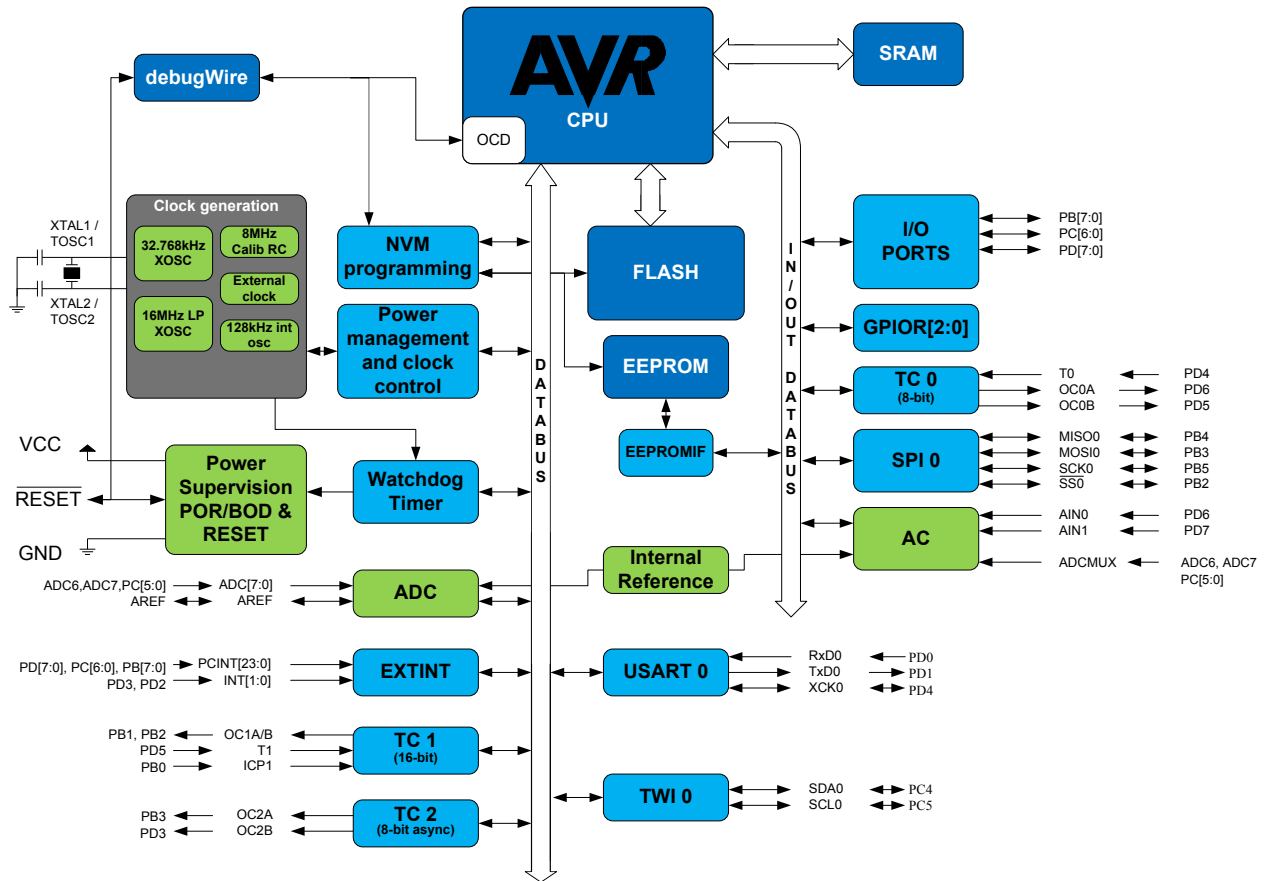 AVR
CPU
OCD
SRAM
debugWire
Clock generation
XTAL1 /
TOSC1
XTAL2 /
TOSC2
32.768kHz
XOSC
8MHz
Calib RC
External
clock
16MHz LP
XOSC
128kHz int
osc
NVM
programming
Power
management
and clock
control
FLASH
EEPROM
EEPROMIF
DATABUS
IN/OUT DATABUS
I/O
PORTS
PB[7:0]
PC[6:0]
PD[7:0]
GPIOR[2:0]
TC 0
(8-bit)
T0 PD4
OC0A PD6
OC0B PD5
SPI 0
MISO0 PB4
MOSI0 PB3
SCK0 PB5
SS0 PB2
AC
AIN0 PD6
AIN1 PD7
ADCMUX ADC6, ADC7
PC[5:0]
VCC
RESET
GND
Power
Supervision
POR/BOD &
RESET
Watchdog
Timer
Internal
Reference
ADC6,ADC7,PC[5:0] ADC[7:0]
AREF AREF
ADC
PD[7:0], PC[6:0], PB[7:0] PCINT[23:0]
PD3, PD2 INT[1:0]
EXTINT
USART 0
RxD0 PD0
TxD0 PD1
XCK0 PD4
PB1, PB2 OC1A/B
PD5 T1
PB0 ICP1
TC 1
(16-bit)
TWI 0
SDA0 PC4
SCL0 PC5
PB3 OC2A
PD3 OC2B
TC 2
(8-bit async)